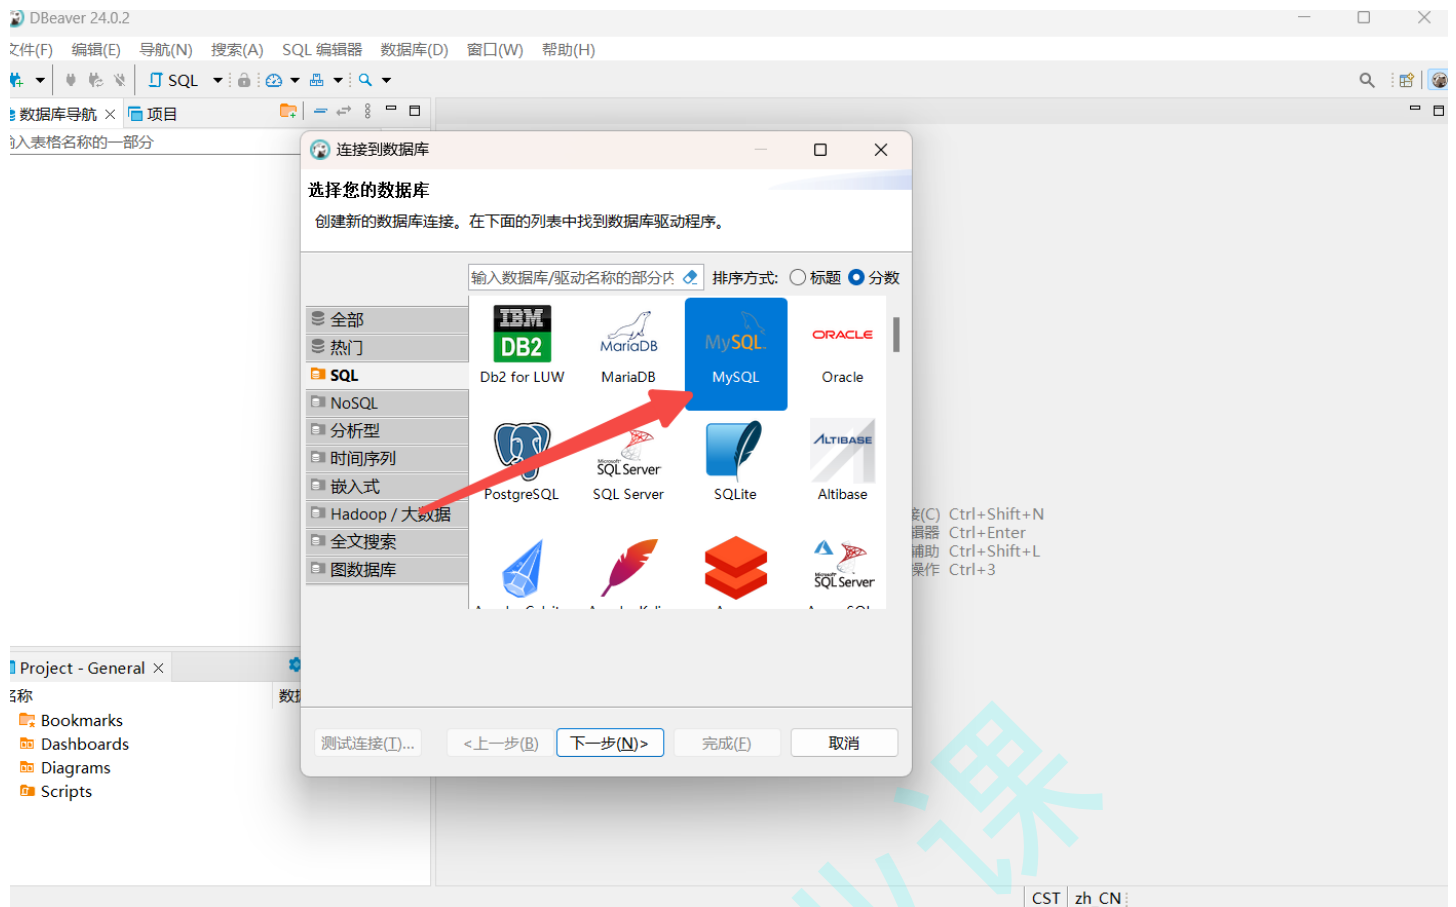 DBeaver 24.0.2
文件(F) 编辑(E) 导航(N) 搜索(A) SQL 编辑器 数据库(D) 窗口(W) 帮助(H)
SQL
数据库导航 项目
入表格名称的一部分
连接到数据库
选择您的数据库
创建新的数据库连接。在下面的列表中找到数据库驱动程序。
输入数据库/驱动名称的部分内 排序方式: 标题 分数
全部
热门
SQL
NoSQL
分析型
时间序列
嵌入式
Hadoop / 大数据
全文搜索
图数据库
IBM
DB2
MariaDB
MySQL
ORACLE
Db2 for LUW
MariaDB
MySQL
Oracle
Microsoft
SQL Server
ALTIBASE
PostgreSQL
SQL Server
SQLite
Altibase
Microsoft
SQL Server
接(C) Ctrl+Shift+N
编辑器 Ctrl+Enter
辅助 Ctrl+Shift+L
操作 Ctrl+3
Project - General
名称
数据
Bookmarks
Dashboards
Diagrams
Scripts
测试连接(T)... <上一步(B) 下一步(N)> 完成(F) 取消
业课
CST zh_CN